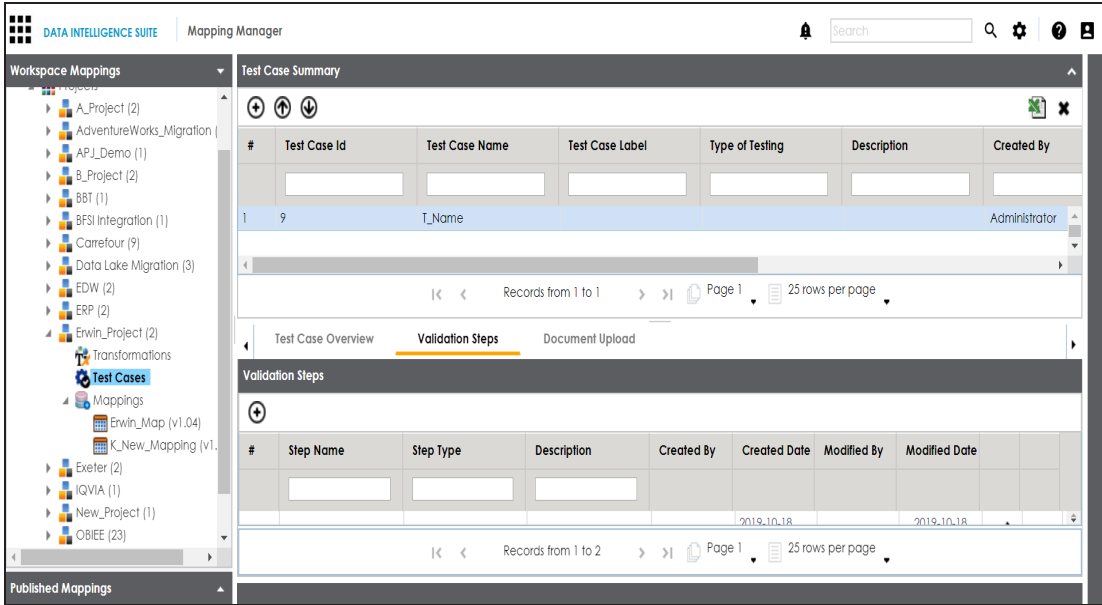 DATA INTELLIGENCE SUITE Mapping Manager Search
Workspace Mappings
Projects
A_Project (2)
AdventureWorks_Migration (
APJ_Demo (1)
B_Project (2)
BBT (1)
BFSI Integration (1)
Carrefour (9)
Data Lake Migration (3)
EDW (2)
ERP (2)
Erwin_Project (2)
Transformations
Test Cases
Mappings
Erwin_Map (v1.04)
K_New_Mapping (v1.
Exeter (2)
IQVIA (1)
New_Project (1)
OBIEE (23)
Published Mappings
Test Case Summary
# Test Case Id Test Case Name Test Case Label Type of Testing Description Created By
1 9 T_Name Administrator
Records from 1 to 1 Page 1 25 rows per page
Test Case Overview Validation Steps Document Upload
Validation Steps
# Step Name Step Type Description Created By Created Date Modified By Modified Date
2019-10-18 2019-10-18
Records from 1 to 2 Page 1 25 rows per page